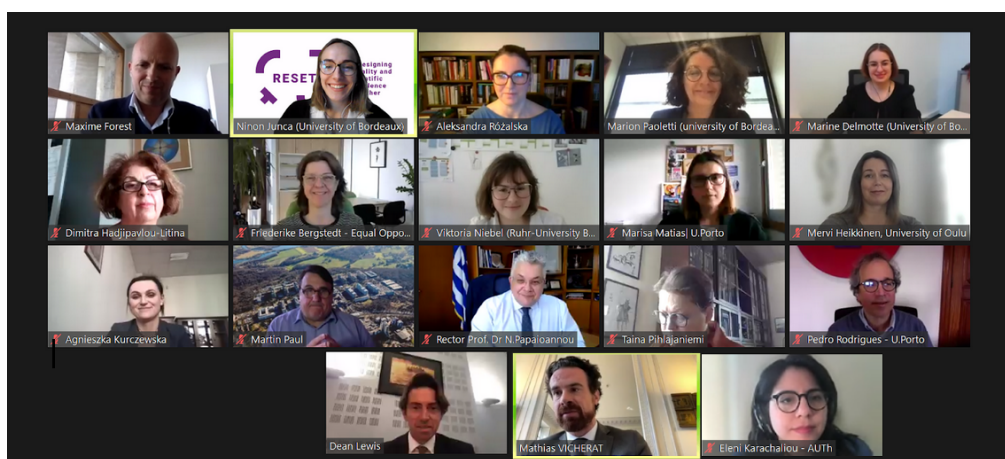 RESET
esigning
ality and
ntific
llence
ther
Maxime Forest
Ninon Junca (University of Bordeaux)
Aleksandra Różalska
Marion Paoletti (university of Bordea...
Marine Delmotte (University of Bo...
Dimitra Hadjipavlou-Litina
Friederike Bergstedt - Equal Oppo...
Viktoria Niebel (Ruhr-University B...
Marisa Matias| U.Porto
Mervi Heikkinen, University of Oulu
Agnieszka Kurczewska
Martin Paul
Rector Prof. Dr N.Papaioannou
Taina Pihlajaniemi
Pedro Rodrigues - U.Porto
Dean Lewis
Mathias VICHERAT
Eleni Karachaliou - AUTh